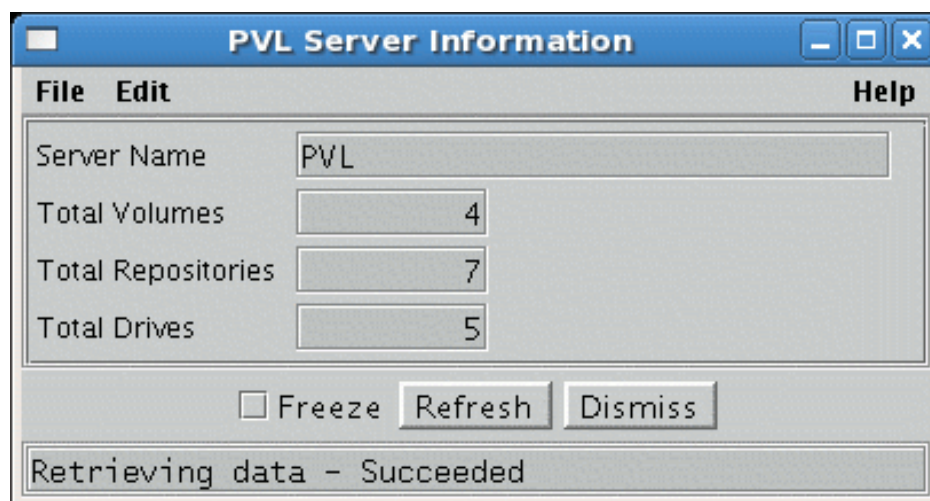 PVL Server Information
File Edit Help
Server Name PVL
Total Volumes 4
Total Repositories 7
Total Drives 5
Freeze Refresh Dismiss
Retrieving data - Succeeded